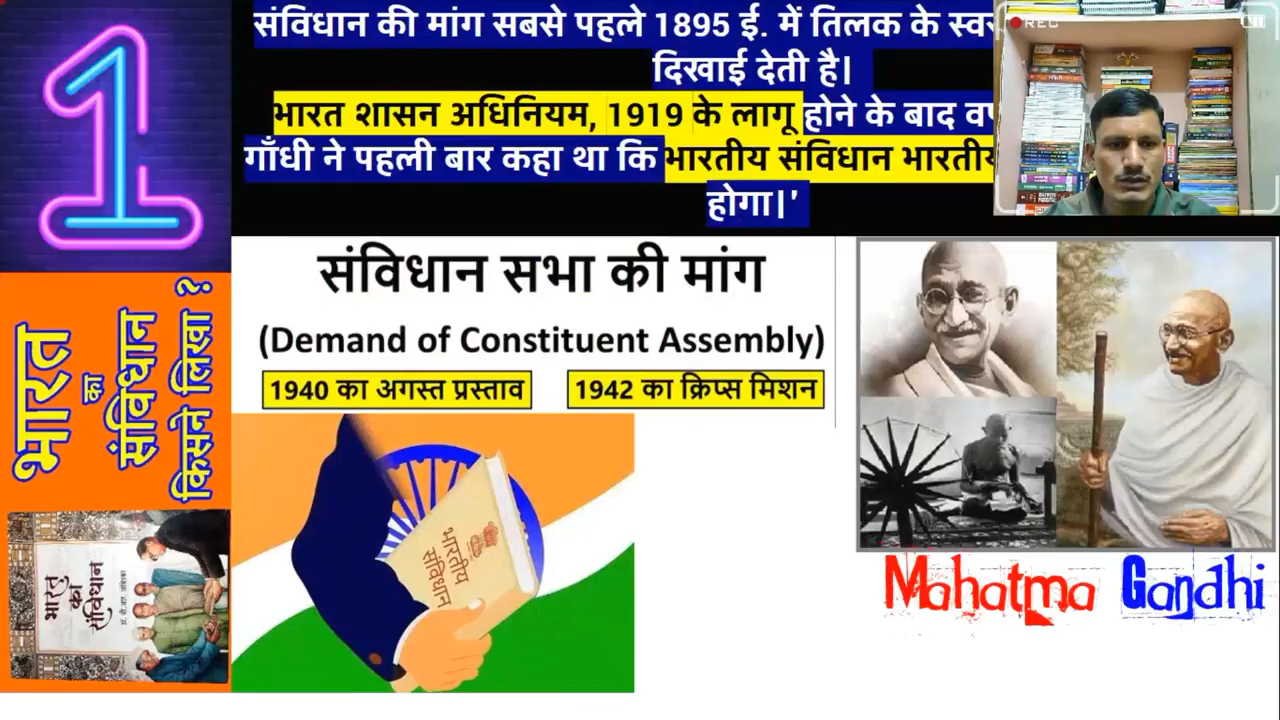 संविधान की मांग सबसे पहले 1895 ई. में तिलक के
दिखाई देती है।
भारत शासन अधिनियम, 1919 के लागू होने के बाद
गाँधी ने पहली बार कहा था कि भारतीय संविधान भारतीय
होगा।'
REC
संविधान सभा की मांग
(Demand of Constituent Assembly)
1940 का अगस्त प्रस्ताव
1942 का क्रिप्स मिशन
1
भारत
का
संविधान
किसने लिखा ?
भारत
का
संविधान
भारतीय
संविधान
Mahatma Gandhi